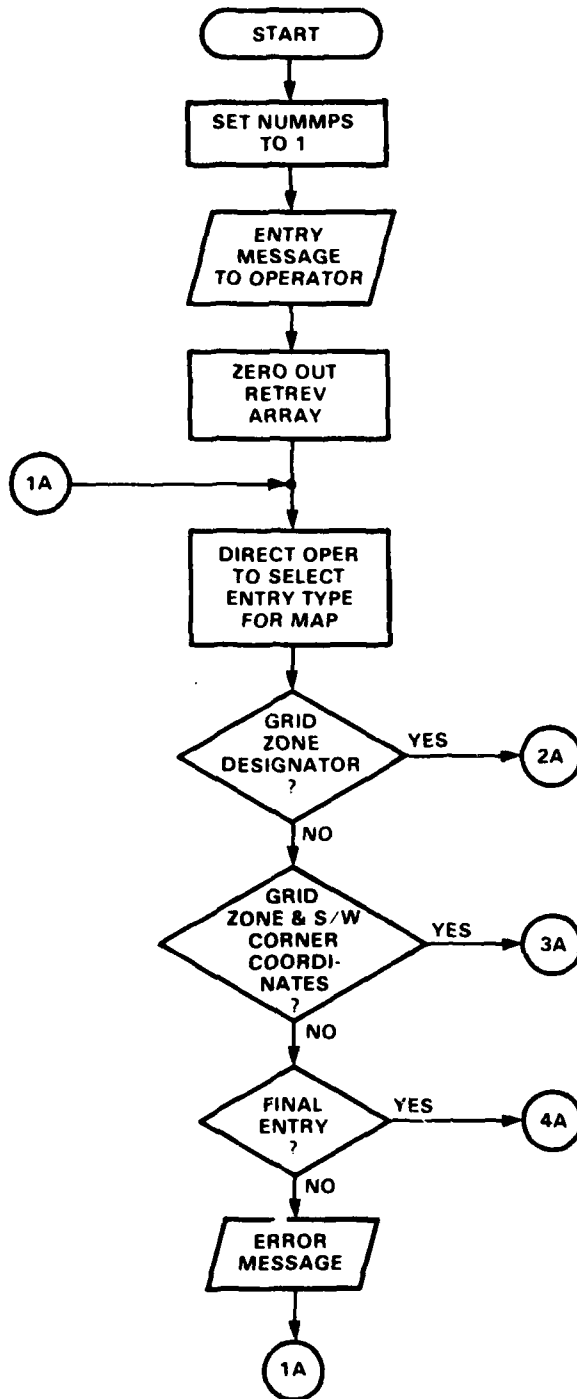 START
SET NUMMPS
TO 1
ENTRY
MESSAGE
TO OPERATOR
ZERO OUT
RETREV
ARRAY
1A
DIRECT OPER
TO SELECT
ENTRY TYPE
FOR MAP
GRID
ZONE
DESIGNATOR
?
YES
2A
NO
GRID
ZONE & S/W
CORNER
COORDI-
NATES
?
YES
3A
NO
FINAL
ENTRY
?
YES
4A
NO
ERROR
MESSAGE
1A